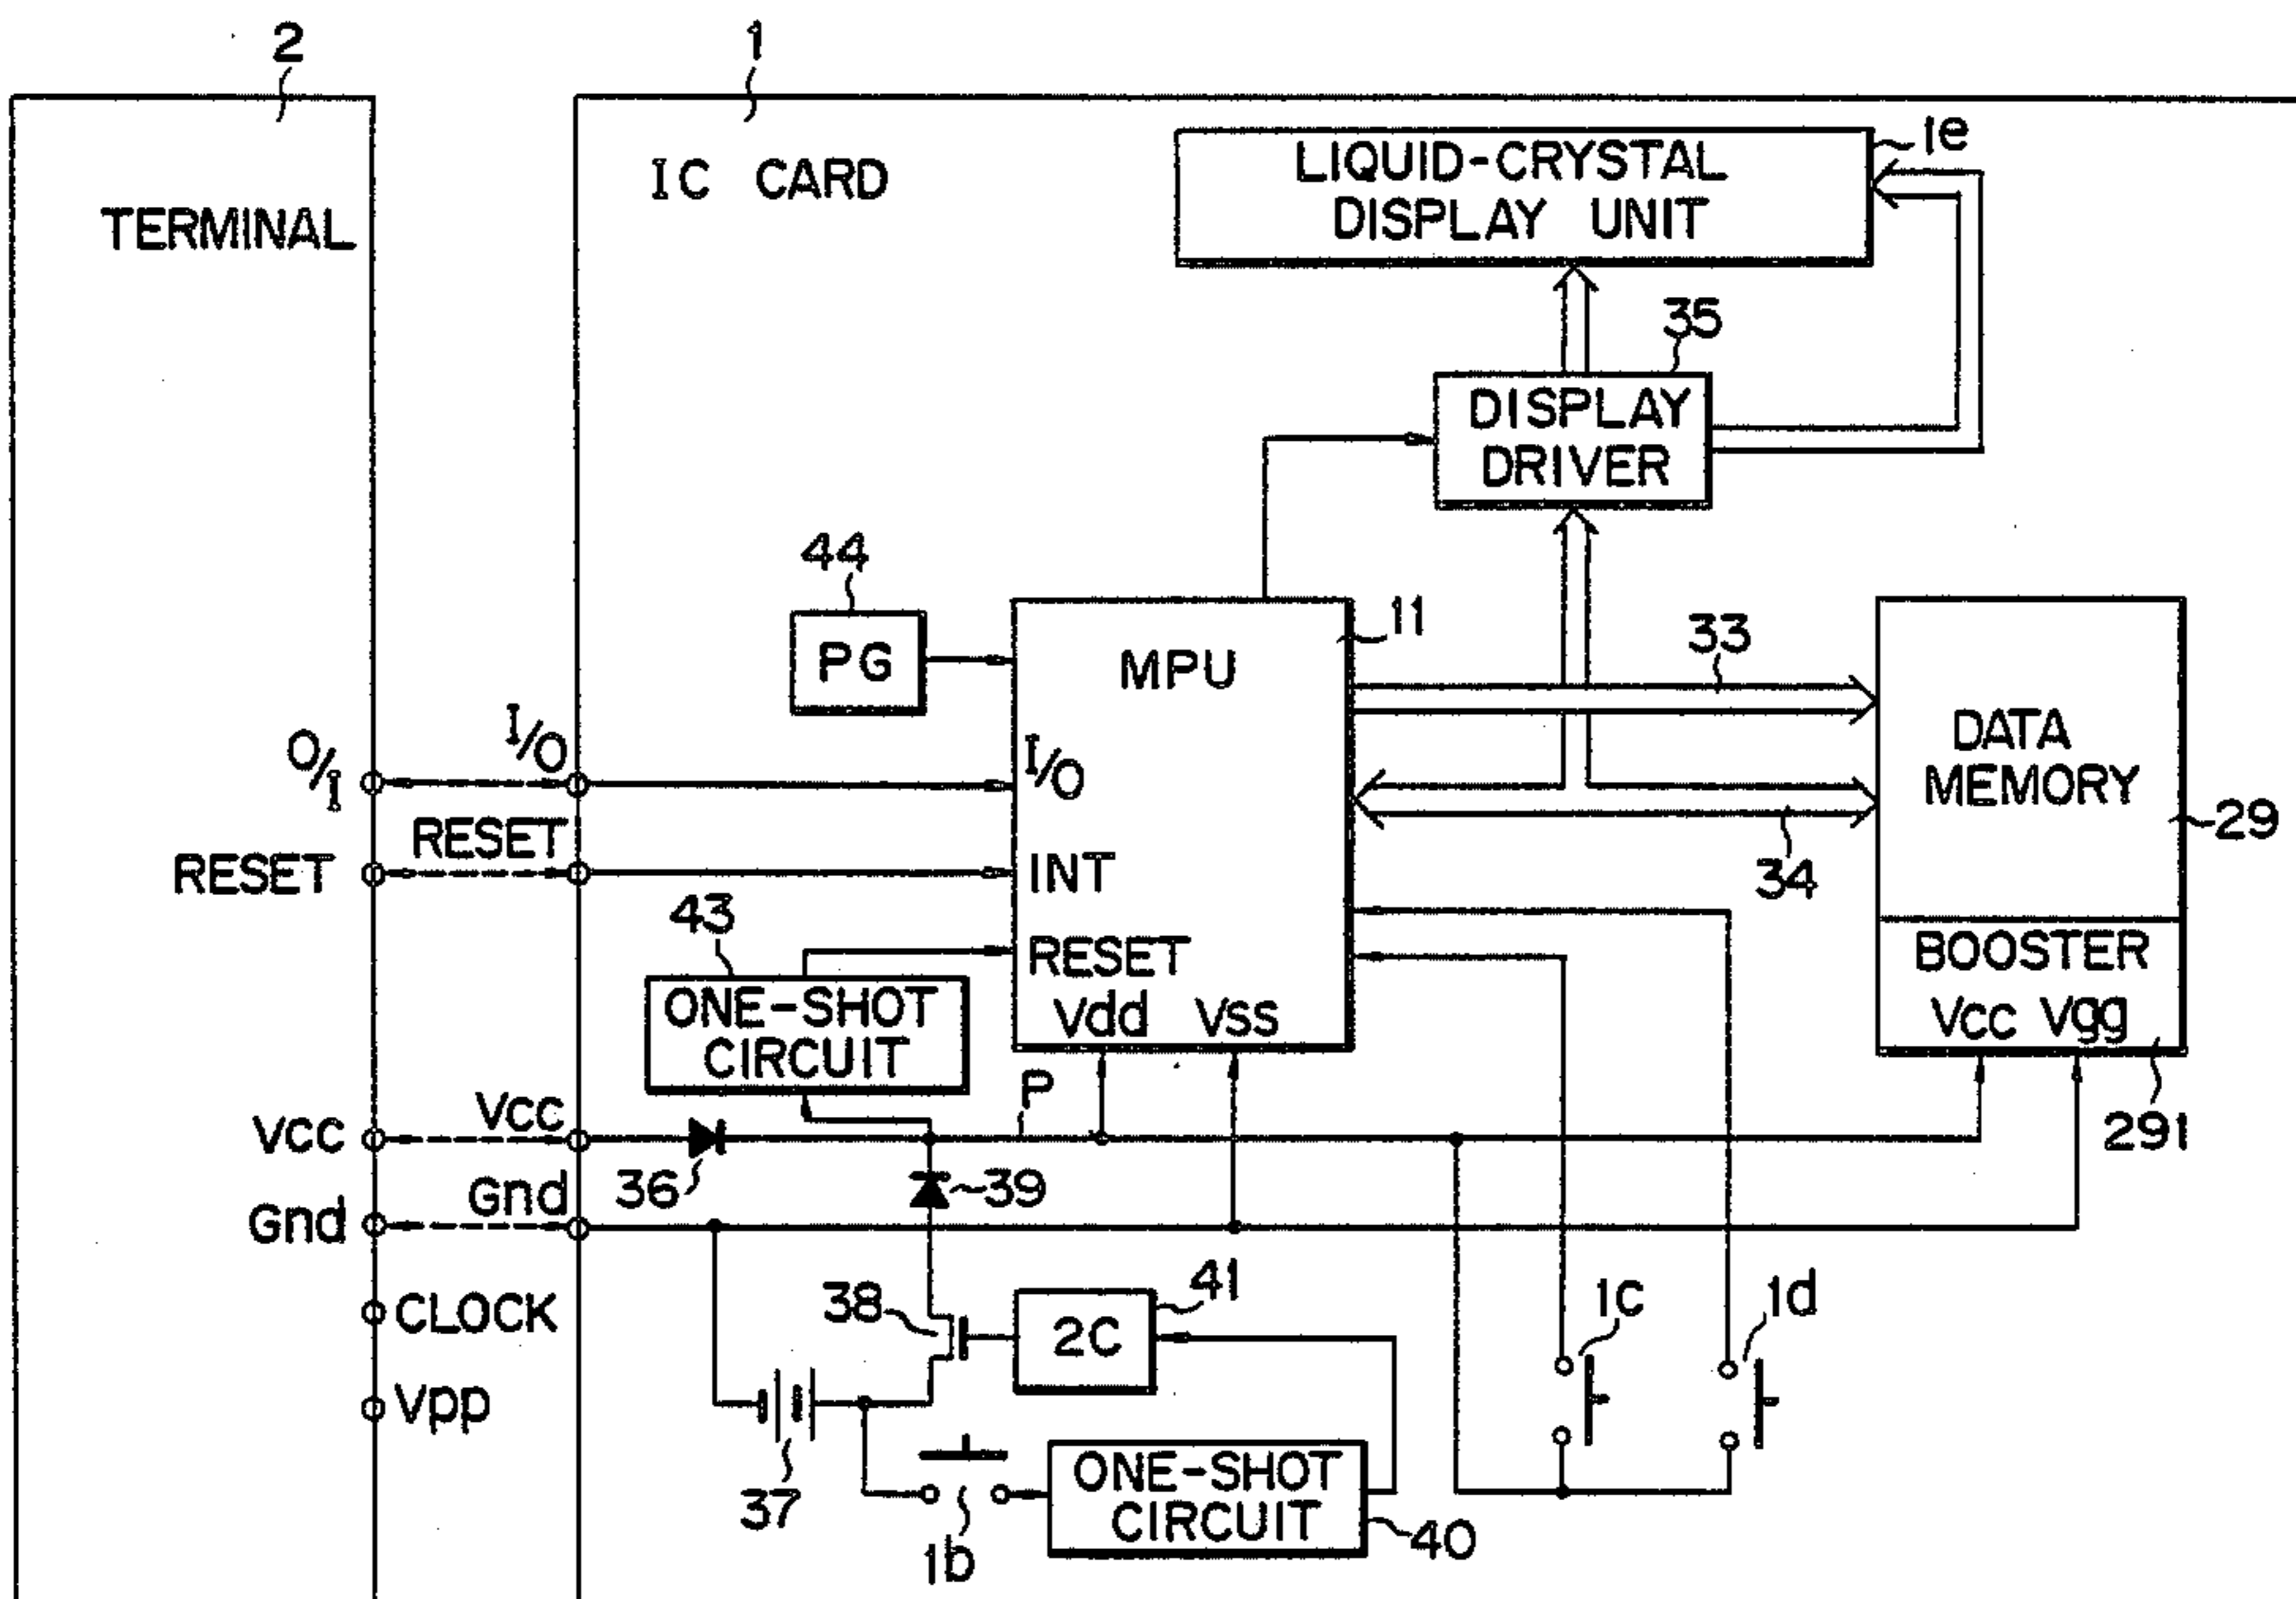 2
1
TERMINAL
IC CARD
LIQUID-CRYSTAL
DISPLAY UNIT
1e
35
DISPLAY
DRIVER
44
PG
MPU
11
33
DATA
MEMORY
29
34
O/I
I/O
I/O
RESET
RESET
INT
43
ONE-SHOT
CIRCUIT
RESET
Vdd Vss
BOOSTER
Vcc Vgg
291
P
Vcc
Vcc
36
39
Gnd
Gnd
CLOCK
Vpp
38
2C
41
1c
1d
37
1b
ONE-SHOT
CIRCUIT
40